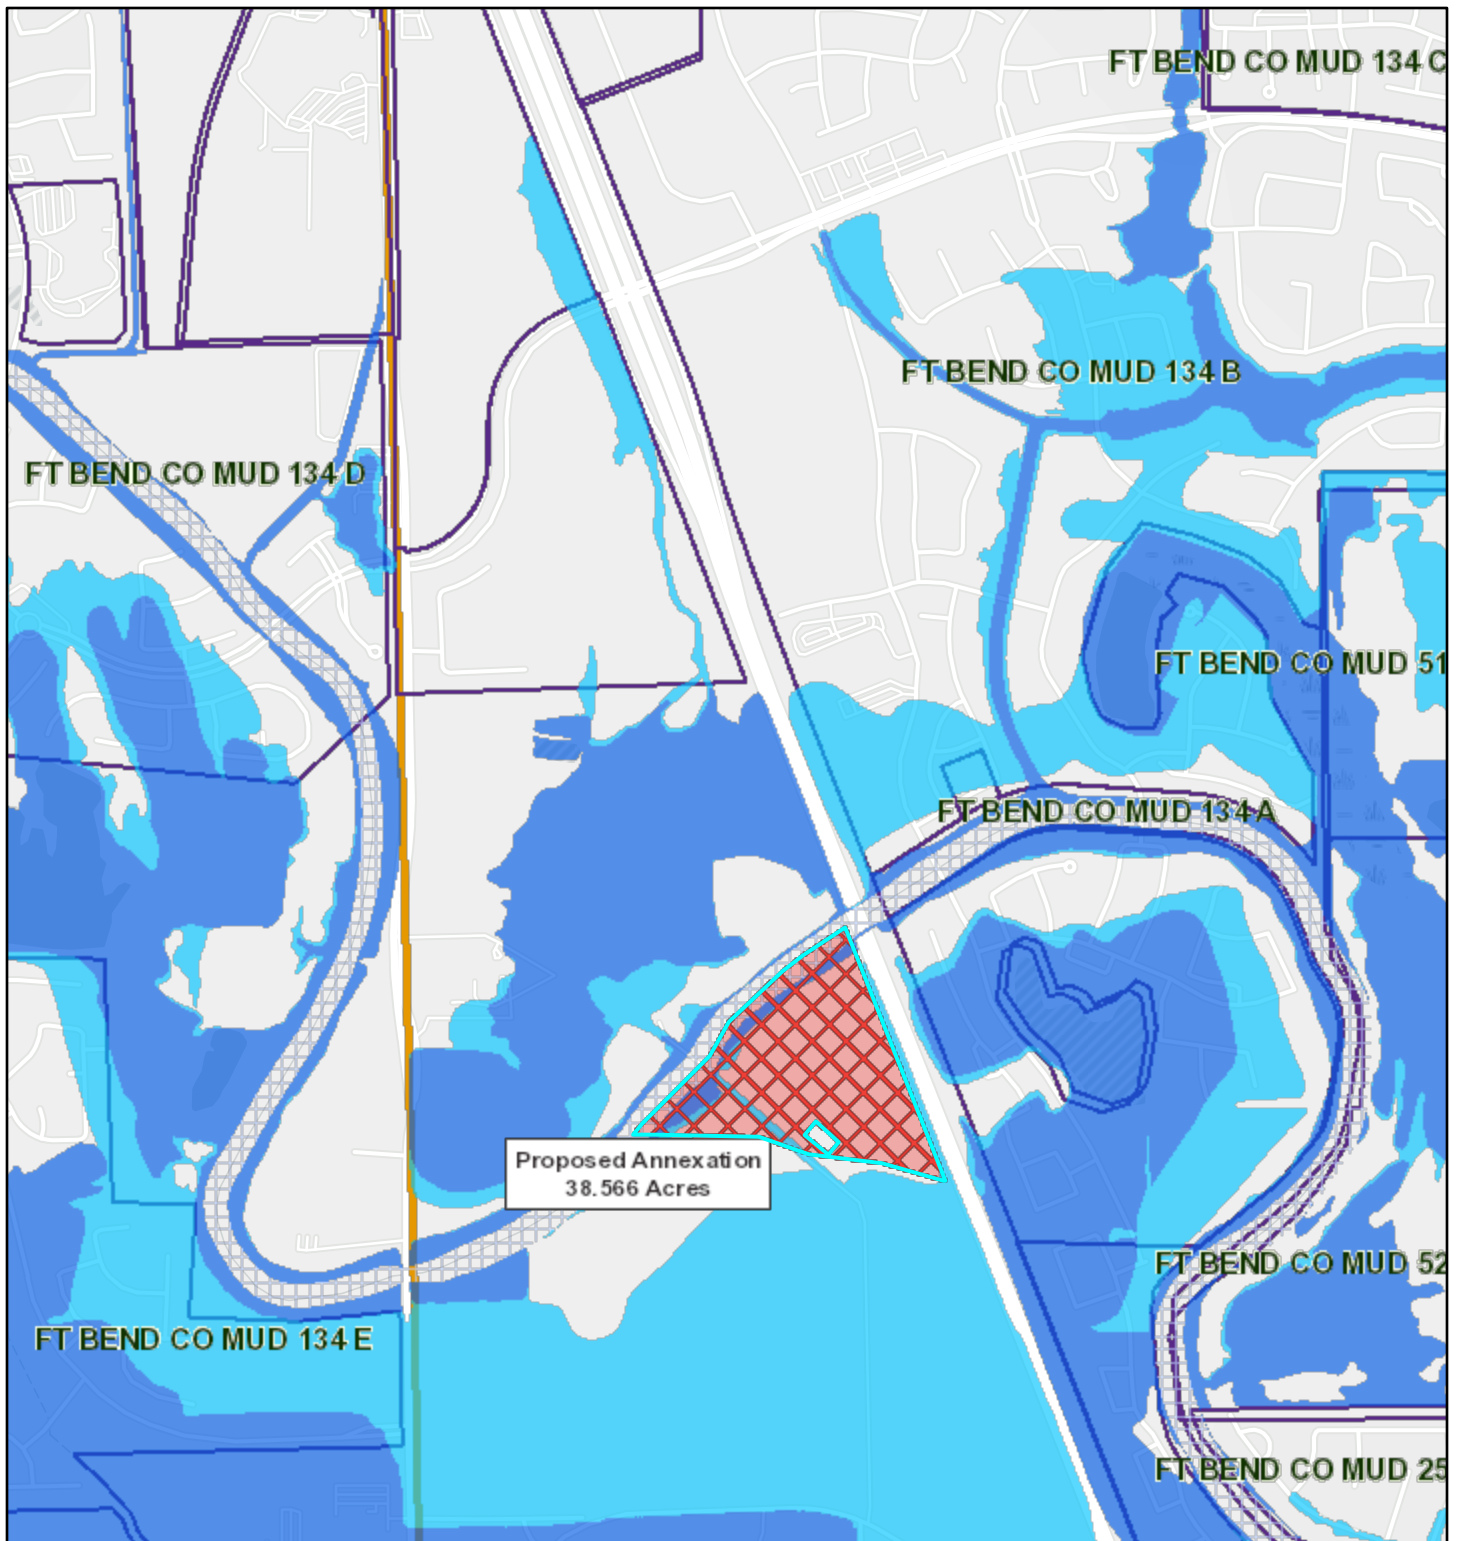 FT BEND CO MUD 134 C
FT BEND CO MUD 134 B
FT BEND CO MUD 134 D
FT BEND CO MUD 51
FT BEND CO MUD 134 A
Proposed Annexation
38.566 Acres
FT BEND CO MUD 52
FT BEND CO MUD 134 E
FT BEND CO MUD 25